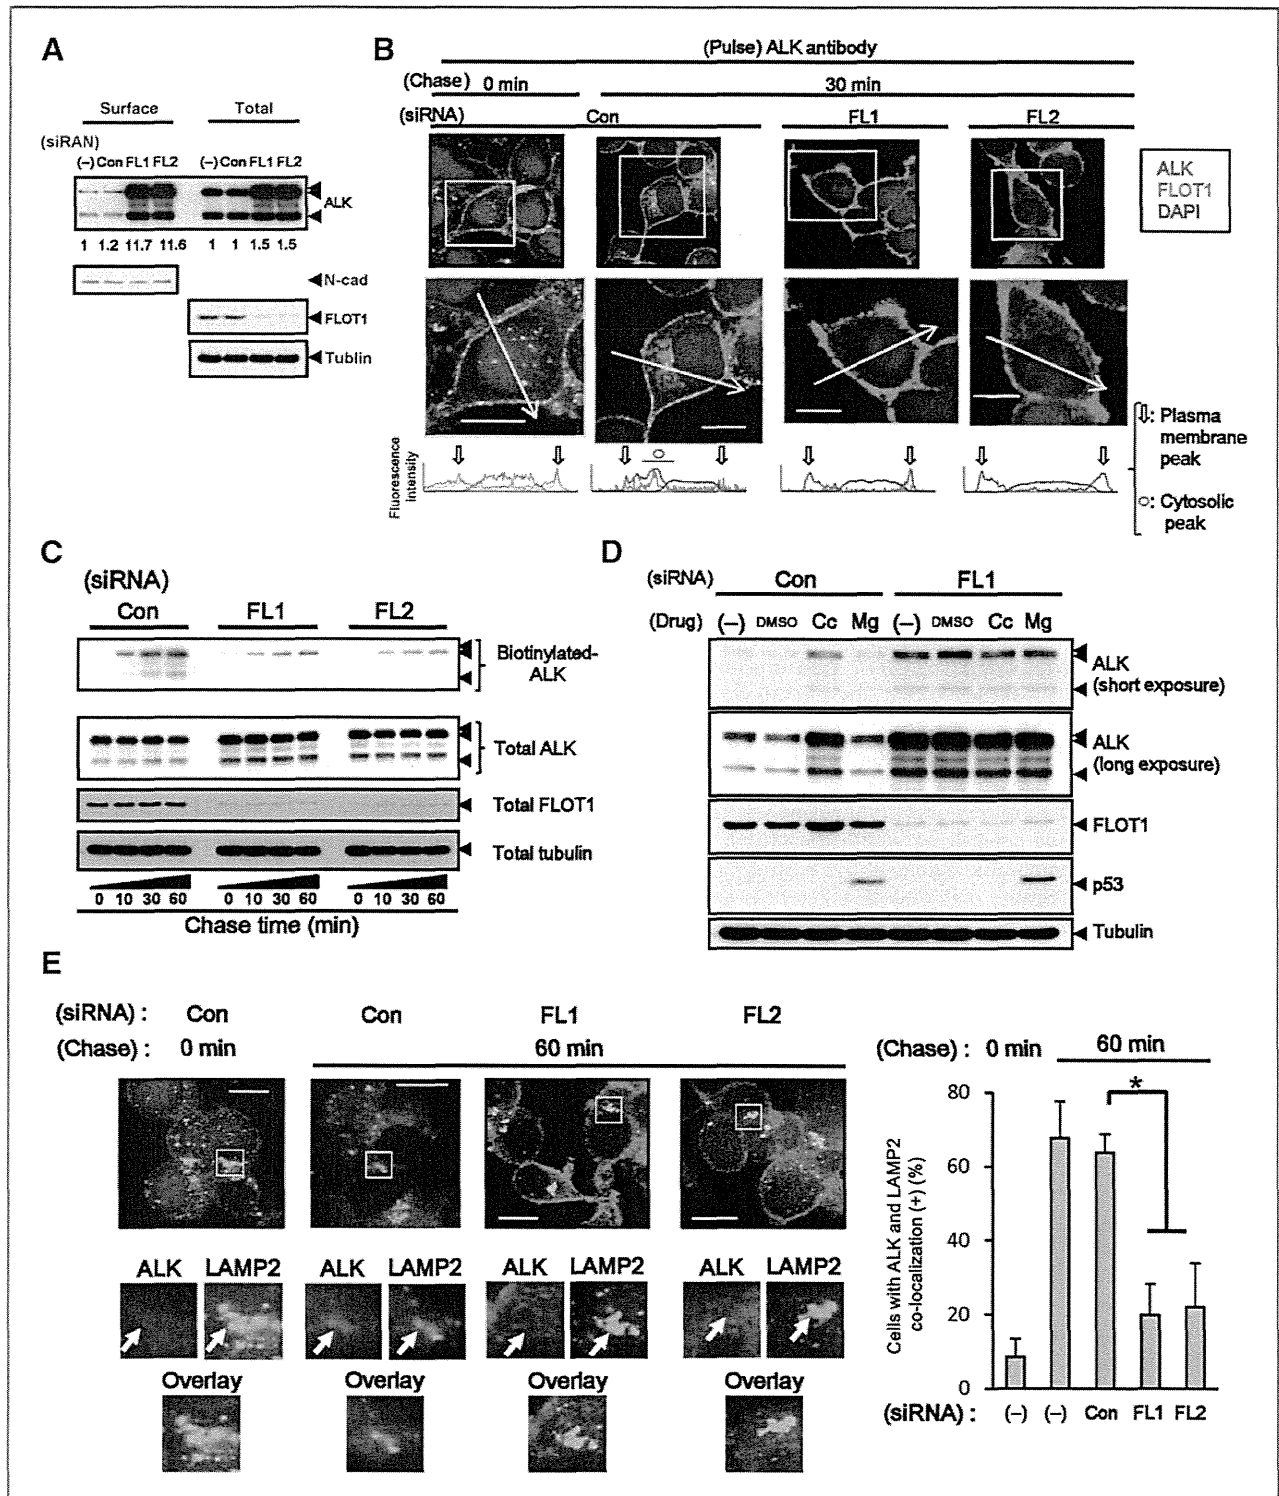 A
Surface Total
(siRAN)
(–) Con FL1 FL2 (–) Con FL1 FL2
ALK
1 1.2 11.7 11.6 1 1 1.5 1.5
N-cad
FLOT1
Tublin
B
(Pulse) ALK antibody
(Chase) 0 min 30 min
(siRNA) Con FL1 FL2
ALK
FLOT1
DAPI
Fluorescence
intensity
: Plasma
membrane
peak
: Cytosolic
peak
C
(siRNA)
Con FL1 FL2
Biotinylated-
ALK
Total ALK
Total FLOT1
Total tubulin
0 10 30 60 0 10 30 60 0 10 30 60
Chase time (min)
D
(siRNA) Con FL1
(Drug) (–) DMSO Cc Mg (–) DMSO Cc Mg
ALK
(short exposure)
ALK
(long exposure)
FLOT1
p53
Tubulin
E
(siRNA) : Con Con FL1 FL2
(Chase) : 0 min 60 min
ALK LAMP2 ALK LAMP2 ALK LAMP2 ALK LAMP2
Overlay Overlay Overlay Overlay
(Chase) : 0 min 60 min
*
Cells with ALK and LAMP2
co-localization (+) (%)
80
60
40
20
0
(siRNA) : (–) (–) Con FL1 FL2